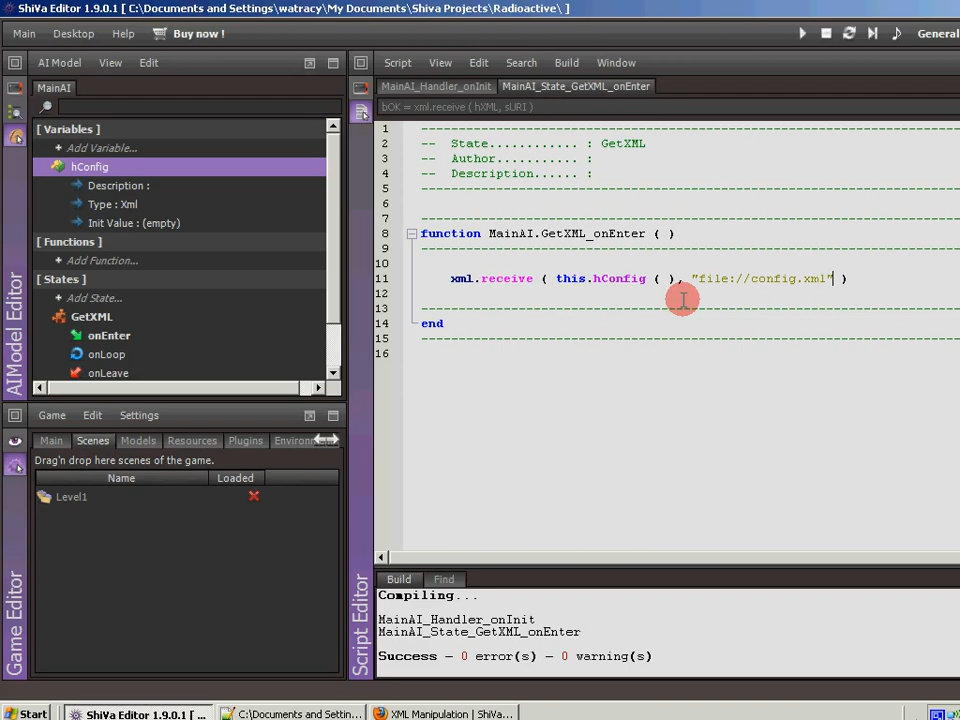 ShiVa Editor 1.9.0.1 [ C:\Documents and Settings\watracy\My Documents\Shiva Projects\Radioactive\ ]
Main Desktop Help Buy now ! General
AI Model View Edit
Script View Edit Search Build Window
MainAI
MainAI_Handler_onInit MainAI_State_GetXML_onEnter
bOK = xml.receive ( hXML, sURI )
[ Variables ]
+ Add Variable...
hConfig
Description :
Type : Xml
Init Value : (empty)
[ Functions ]
+ Add Function...
[ States ]
+ Add State...
GetXML
onEnter
onLoop
onLeave
AIModel Editor
1 --------------------------------------------------------------------------------
2 -- State............ : GetXML
3 -- Author........... :
4 -- Description...... :
5 --------------------------------------------------------------------------------
6
7 --------------------------------------------------------------------------------
8 function MainAI.GetXML_onEnter ( )
9 --------------------------------------------------------------------------------
10
11 xml.receive ( this.hConfig ( ), "file://config.xml" )
12
13 --------------------------------------------------------------------------------
14 end
15 --------------------------------------------------------------------------------
16
Game Edit Settings
Main Scenes Models Resources Plugins Environm
Drag'n drop here scenes of the game.
Name Loaded
Level1
Game Editor
Script Editor
Build Find
Compiling...
MainAI_Handler_onInit
MainAI_State_GetXML_onEnter
Success - 0 error(s) - 0 warning(s)
Start ShiVa Editor 1.9.0.1 [ ... C:\Documents and Settin... XML Manipulation | ShiVa...